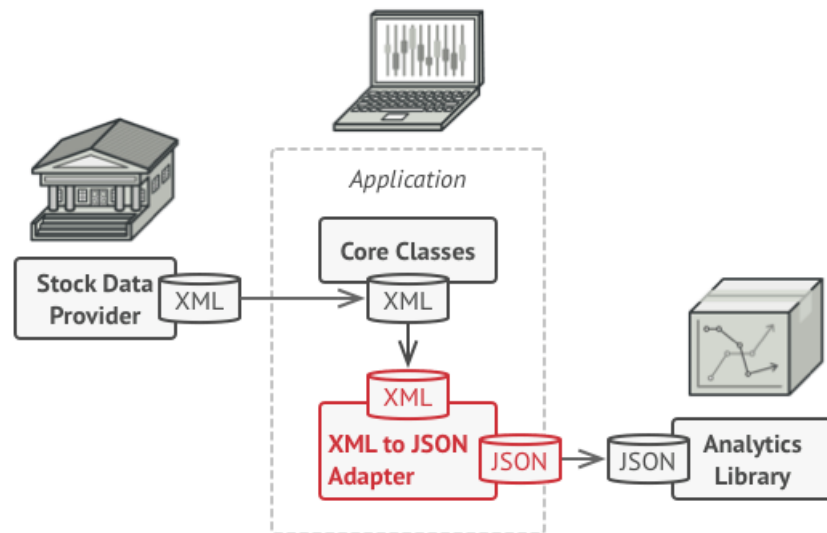 Application
Core Classes
XML
Stock Data
Provider
XML
XML
XML to JSON
Adapter
JSON
JSON
Analytics
Library